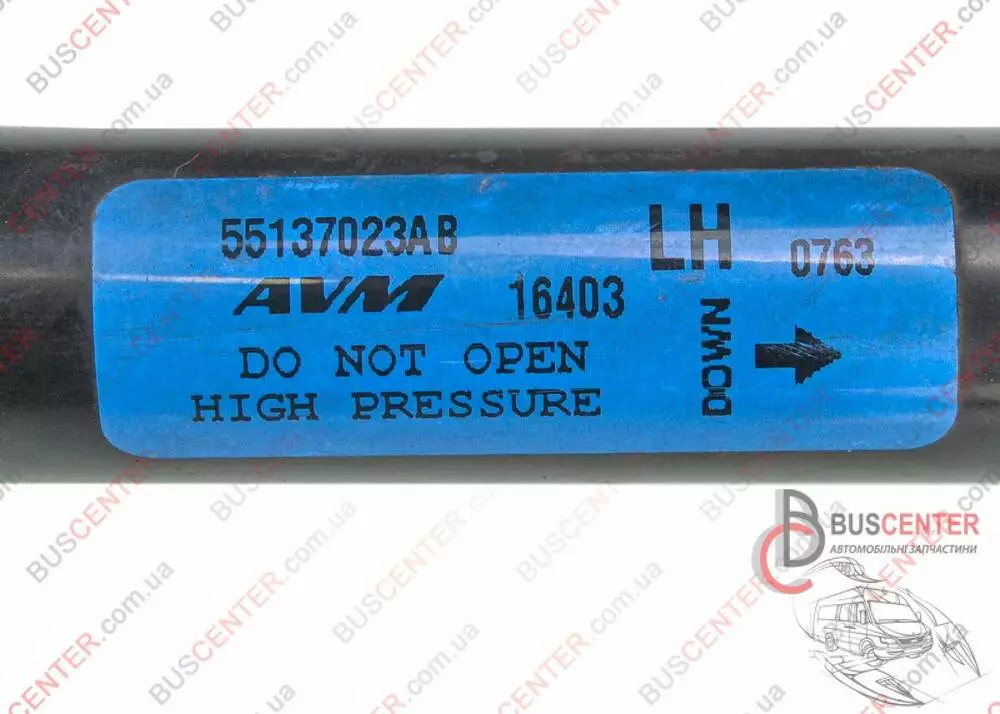 55137023AB
LH
0763
AVM
16403
DOWN
DO NOT OPEN
HIGH PRESSURE
BUSCENTER
АВТОМОБІЛЬНІ ЗАПЧАСТИНИ
BUSCENTER.com.ua